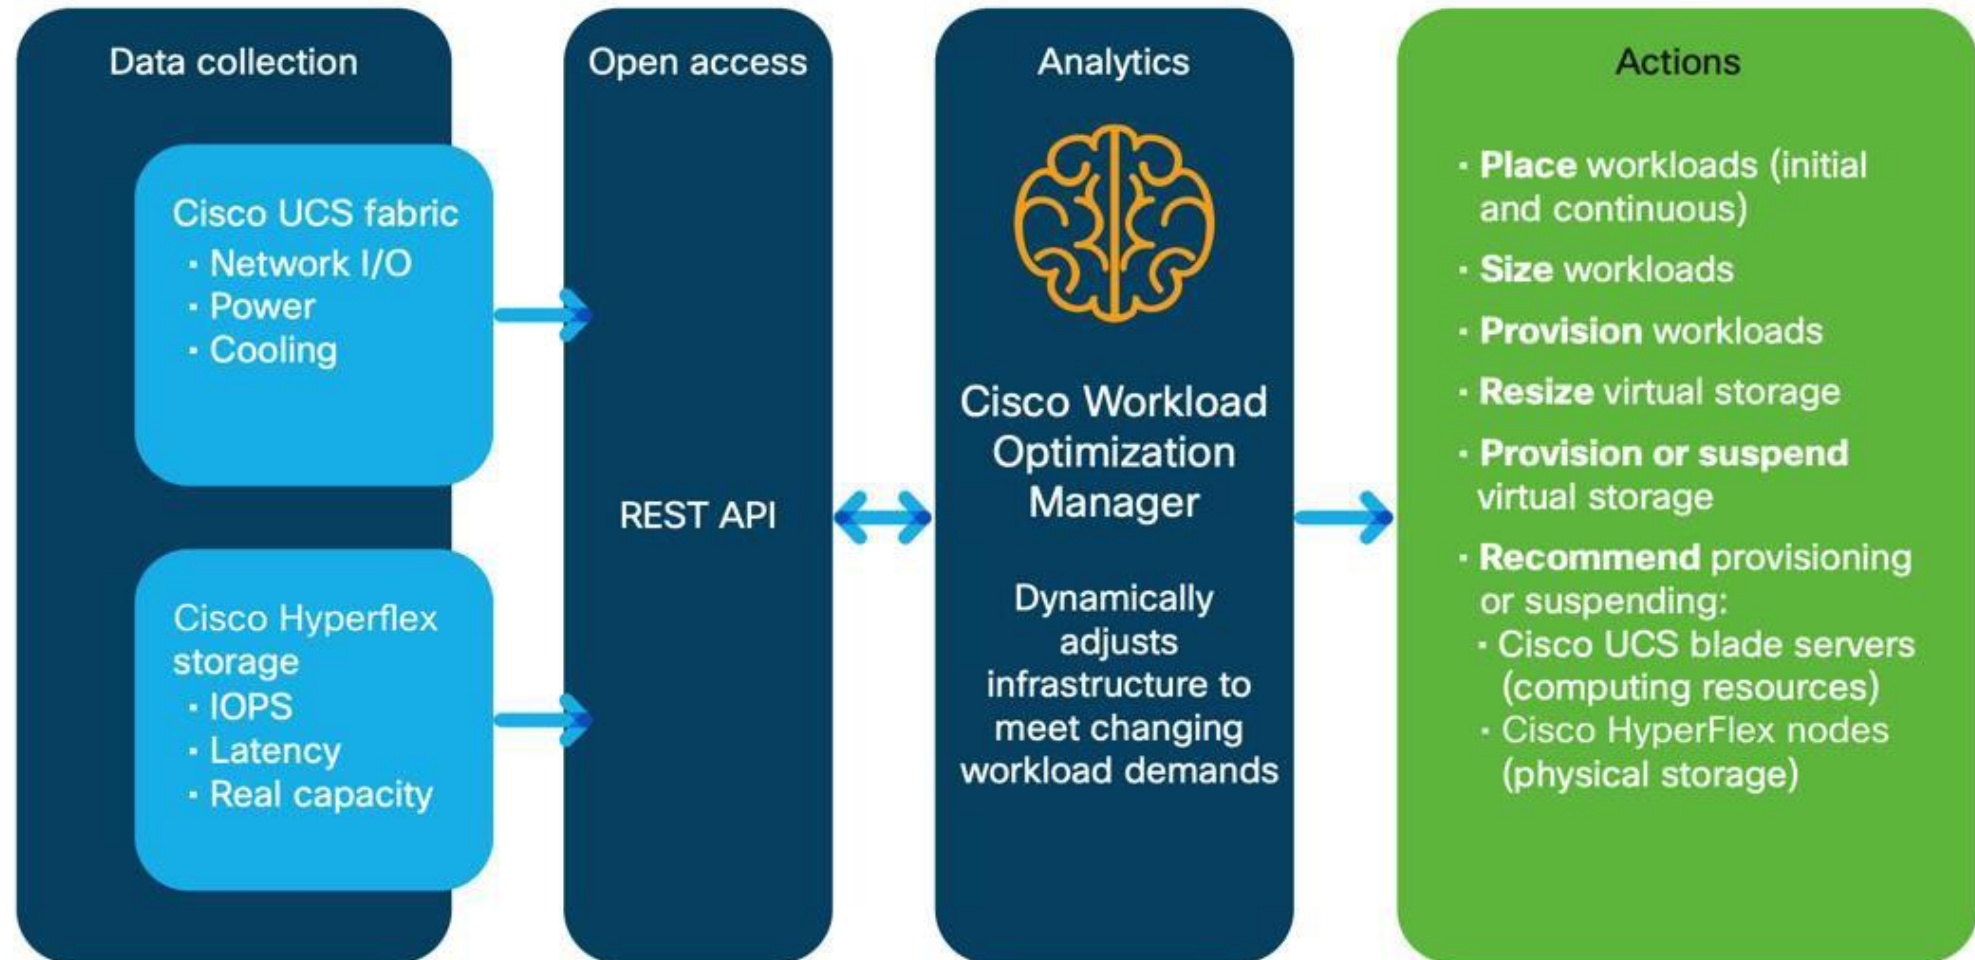 Data collection
Cisco UCS fabric
· Network I/O
· Power
· Cooling
Cisco Hyperflex
storage
· IOPS
· Latency
· Real capacity
Open access
REST API
Analytics
Cisco Workload
Optimization
Manager
Dynamically
adjusts
infrastructure to
meet changing
workload demands
Actions
· Place workloads (initial
and continuous)
· Size workloads
· Provision workloads
· Resize virtual storage
· Provision or suspend
virtual storage
· Recommend provisioning
or suspending:
· Cisco UCS blade servers
(computing resources)
· Cisco HyperFlex nodes
(physical storage)